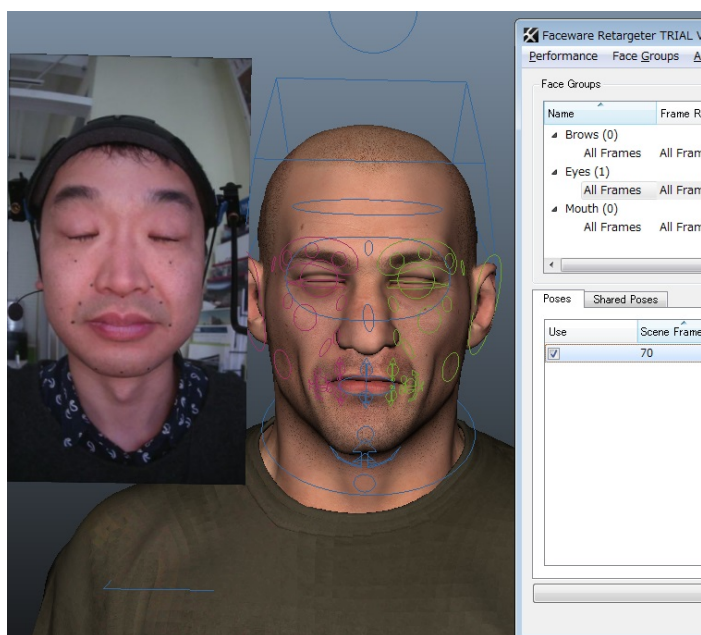 Faceware Retargeter TRIAL V
Performance Face Groups A
Face Groups
Name Frame R
Brows (0)
All Frames All Fram
Eyes (1)
All Frames All Fram
Mouth (0)
All Frames All Fram
Poses Shared Poses
Use Scene Frame
70